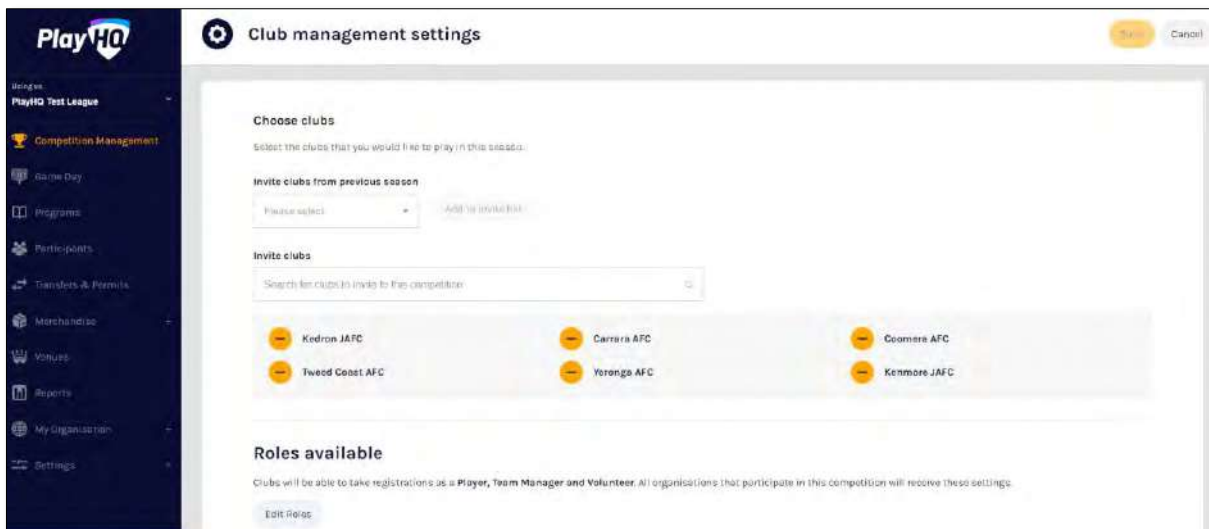 PlayHQ
Club management settings
Save
Cancel
Using as
PlayHQ Test League
Competition Management
Game Day
Programs
Participants
Transfers & Permits
Merchandise
Venues
Reports
My Organisation
Settings
Choose clubs
Select the clubs that you would like to play in this season.
Invite clubs from previous season
Please select
Add to invite list
Invite clubs
Search for clubs to invite to this competition
Kedron JAFC
Carrara AFC
Coomera AFC
Tweed Coast AFC
Yeronga AFC
Kenmore JAFC
Roles available
Clubs will be able to take registrations as a Player, Team Manager and Volunteer. All organisations that participate in this competition will receive these settings.
Edit Roles